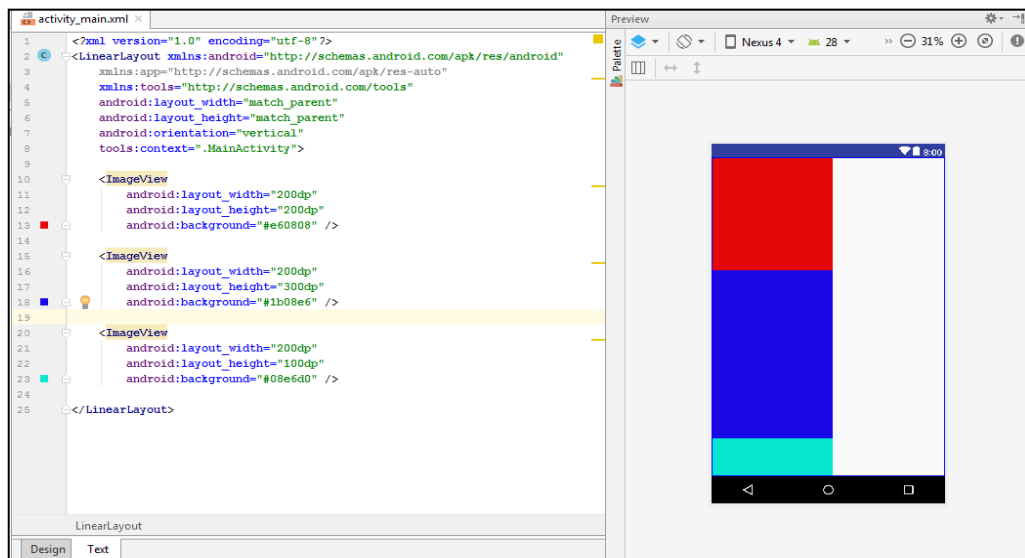 activity_main.xml ×
1 <?xml version="1.0" encoding="utf-8"?>
2 C <LinearLayout xmlns:android="http://schemas.android.com/apk/res/android"
3 xmlns:app="http://schemas.android.com/apk/res-auto"
4 xmlns:tools="http://schemas.android.com/tools"
5 android:layout_width="match_parent"
6 android:layout_height="match_parent"
7 android:orientation="vertical"
8 tools:context=".MainActivity">
9
10 <ImageView
11 android:layout_width="200dp"
12 android:layout_height="200dp"
13 android:background="#e60808" />
14
15 <ImageView
16 android:layout_width="200dp"
17 android:layout_height="300dp"
18 android:background="#1b08e6" />
19
20 <ImageView
21 android:layout_width="200dp"
22 android:layout_height="100dp"
23 android:background="#08e6d0" />
24
25 </LinearLayout>
LinearLayout
Design Text
Preview
Palette
Nexus 4 28 » 31%
8:00